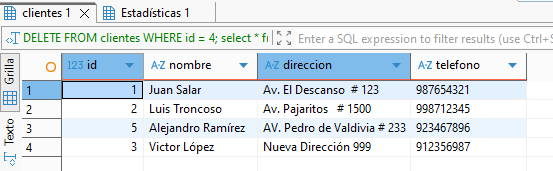 clientes 1 Estadísticas 1
DELETE FROM clientes WHERE id = 4; select * fr Enter a SQL expression to filter results (use Ctrl+S
Grilla
Texto
123 id A-Z nombre A-Z direccion A-Z telefono
1 1 Juan Salar Av. El Descanso # 123 987654321
2 2 Luis Troncoso Av. Pajaritos # 1500 998712345
3 5 Alejandro Ramírez AV. Pedro de Valdivia # 233 923467896
4 3 Victor López Nueva Dirección 999 912356987